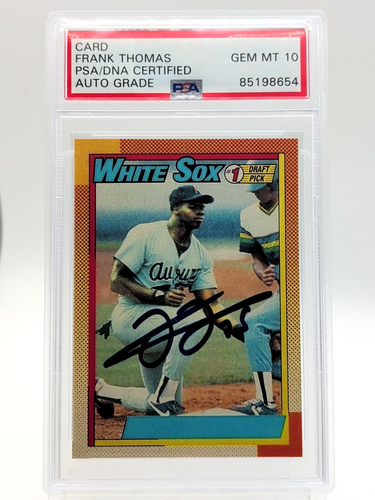 CARD
FRANK THOMAS
PSA/DNA CERTIFIED
AUTO GRADE
GEM MT 10
PSA
85198654
WHITE SOX
#1 DRAFT PICK
Auburn